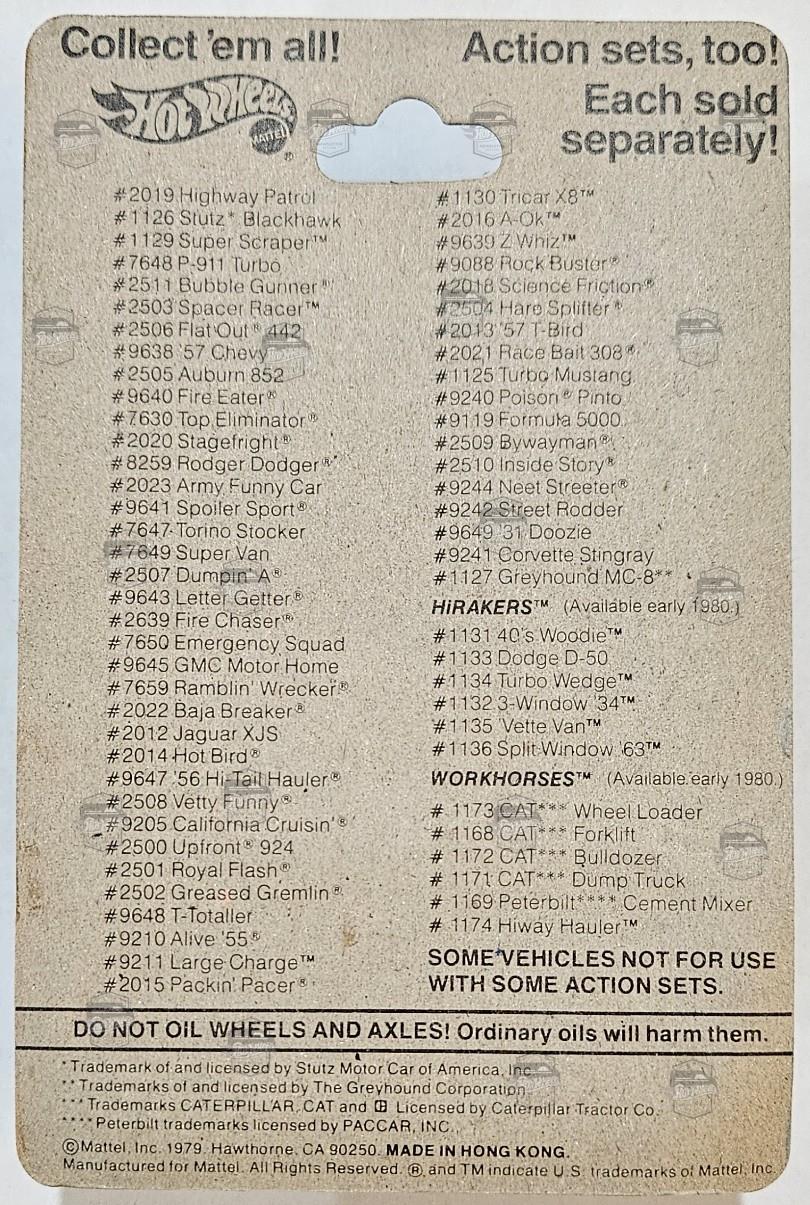 Collect 'em all!
Hot Wheels
MATTEL
®
Action sets, too!
Each sold
separately!
#2019 Highway Patrol
#1126 Stutz* Blackhawk
#1129 Super Scraper™
#7648 P-911 Turbo
#2511 Bubble Gunner®
#2503 Spacer Racer™
#2506 Flat Out® 442
#9638 '57 Chevy
#2505 Auburn 852
#9640 Fire Eater®
#7630 Top Eliminator®
#2020 Stagefright®
#8259 Rodger Dodger®
#2023 Army Funny Car
#9641 Spoiler Sport®
#7647 Torino Stocker
#7649 Super Van
#2507 Dumpin' A®
#9643 Letter Getter®
#2639 Fire Chaser®
#7650 Emergency Squad
#9645 GMC Motor Home
#7659 Ramblin' Wrecker®
#2022 Baja Breaker®
#2012 Jaguar XJS
#2014 Hot Bird®
#9647 '56 Hi-Tail Hauler®
#2508 Vetty Funny®
#9205 California Cruisin'®
#2500 Upfront® 924
#2501 Royal Flash®
#2502 Greased Gremlin®
#9648 T-Totaller
#9210 Alive '55®
#9211 Large Charge™
#2015 Packin' Pacer®
#1130 Tricar X8™
#2016 A-Ok™
#9639 Z Whiz™
#9088 Rock Buster®
#2018 Science Friction®
#2504 Hare Splitter®
#2013 '57 T-Bird
#2021 Race Bait 308®
#1125 Turbo Mustang
#9240 Poison® Pinto
#9119 Formula 5000
#2509 Bywayman®
#2510 Inside Story®
#9244 Neet Streeter®
#9242 Street Rodder
#9649 '31 Doozie
#9241 Corvette Stingray
#1127 Greyhound MC-8**
HiRAKERS™ (Available early 1980.)
#1131 40's Woodie™
#1133 Dodge D-50
#1134 Turbo Wedge™
#1132 3-Window '34™
#1135 'Vette Van™
#1136 Split-Window '63™
WORKHORSES™ (Available early 1980.)
# 1173 CAT*** Wheel Loader
# 1168 CAT*** Forklift
# 1172 CAT*** Bulldozer
# 1171 CAT*** Dump Truck
# 1169 Peterbilt**** Cement Mixer
# 1174 Hiway Hauler™
SOME VEHICLES NOT FOR USE
WITH SOME ACTION SETS.
DO NOT OIL WHEELS AND AXLES! Ordinary oils will harm them.
*Trademark of and licensed by Stutz Motor Car of America, Inc.
**Trademarks of and licensed by The Greyhound Corporation.
***Trademarks CATERPILLAR, CAT and Licensed by Caterpillar Tractor Co.
****Peterbilt trademarks licensed by PACCAR, INC.
©Mattel, Inc. 1979. Hawthorne, CA 90250. MADE IN HONG KONG.
Manufactured for Mattel. All Rights Reserved. ® and TM indicate U.S. trademarks of Mattel, Inc.